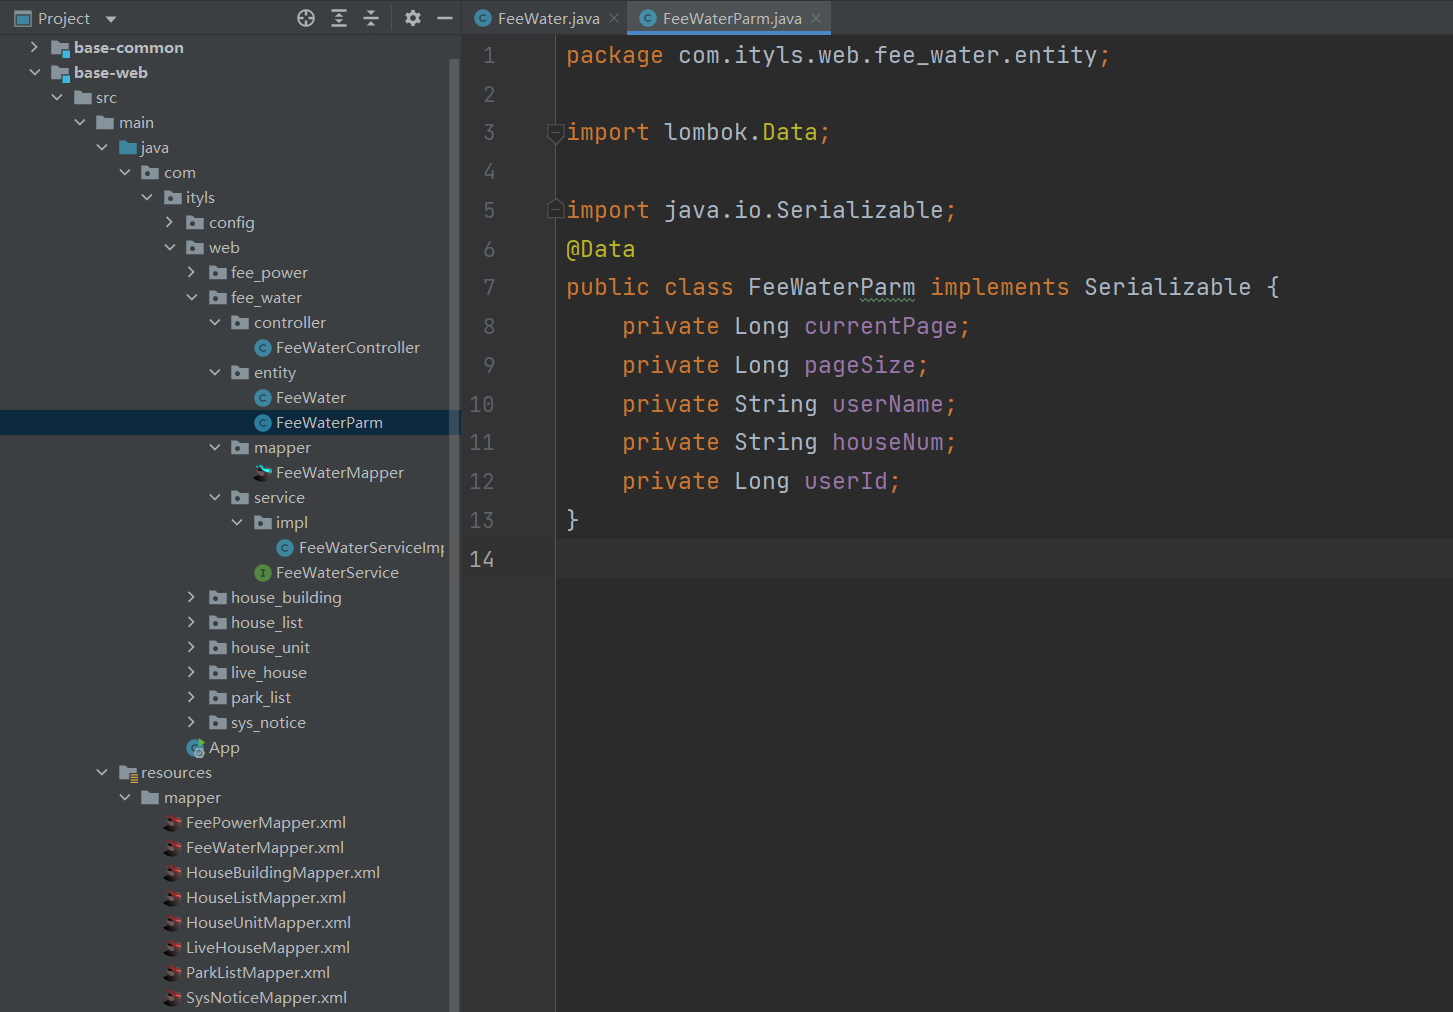 Project
base-common
base-web
src
main
java
com
ityls
config
web
fee_power
fee_water
controller
FeeWaterController
entity
FeeWater
FeeWaterParm
mapper
FeeWaterMapper
service
impl
FeeWaterServiceImp
FeeWaterService
house_building
house_list
house_unit
live_house
park_list
sys_notice
App
resources
mapper
FeePowerMapper.xml
FeeWaterMapper.xml
HouseBuildingMapper.xml
HouseListMapper.xml
HouseUnitMapper.xml
LiveHouseMapper.xml
ParkListMapper.xml
SysNoticeMapper.xml
FeeWater.java FeeWaterParm.java
1 package com.ityls.web.fee_water.entity;
2
3 import lombok.Data;
4
5 import java.io.Serializable;
6 @Data
7 public class FeeWaterParm implements Serializable {
8 private Long currentPage;
9 private Long pageSize;
10 private String userName;
11 private String houseNum;
12 private Long userId;
13 }
14